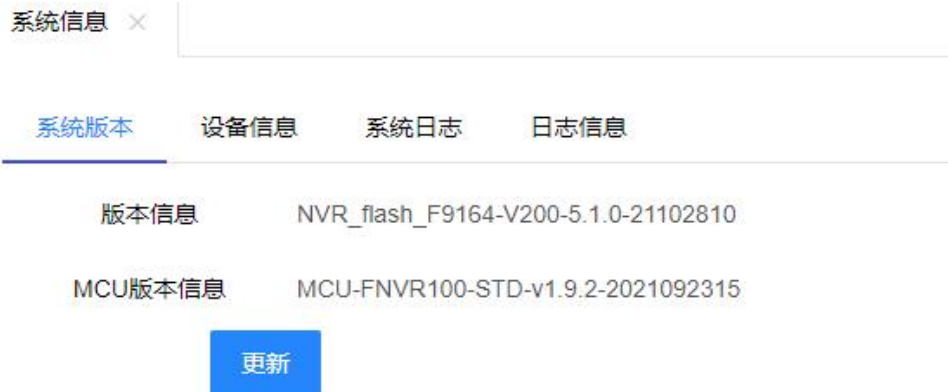 系统信息 ×
系统版本 设备信息 系统日志 日志信息
版本信息 NVR_flash_F9164-V200-5.1.0-21102810
MCU版本信息 MCU-FNVR100-STD-v1.9.2-2021092315
更新